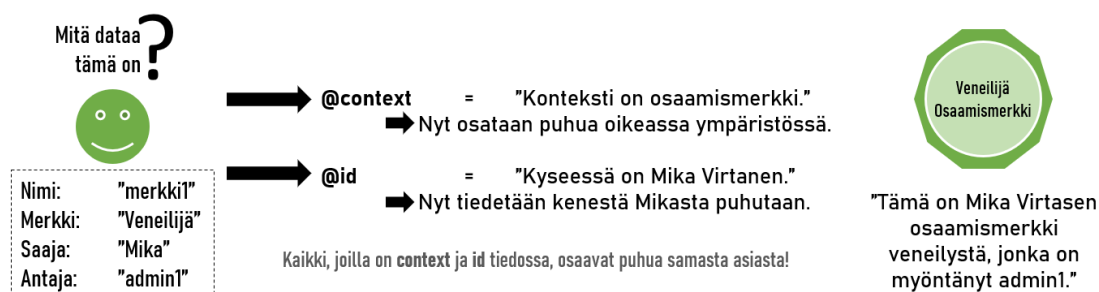 Mitä dataa
tämä on ?
Nimi: "merkki1"
Merkki: "Veneilijä"
Saaja: "Mika"
Antaja: "admin1"
@context = "Konteksti on osaamismerkki."
Nyt osataan puhua oikeassa ympäristössä.
@id = "Kyseessä on Mika Virtanen."
Nyt tiedetään kenestä Mikasta puhutaan.
Kaikki, joilla on context ja id tiedossa, osaavat puhua samasta asiasta!
Veneilijä
Osaamismerkki
"Tämä on Mika Virtasen
osaamismerkki
veneilystä, jonka on
myöntänyt admin1."